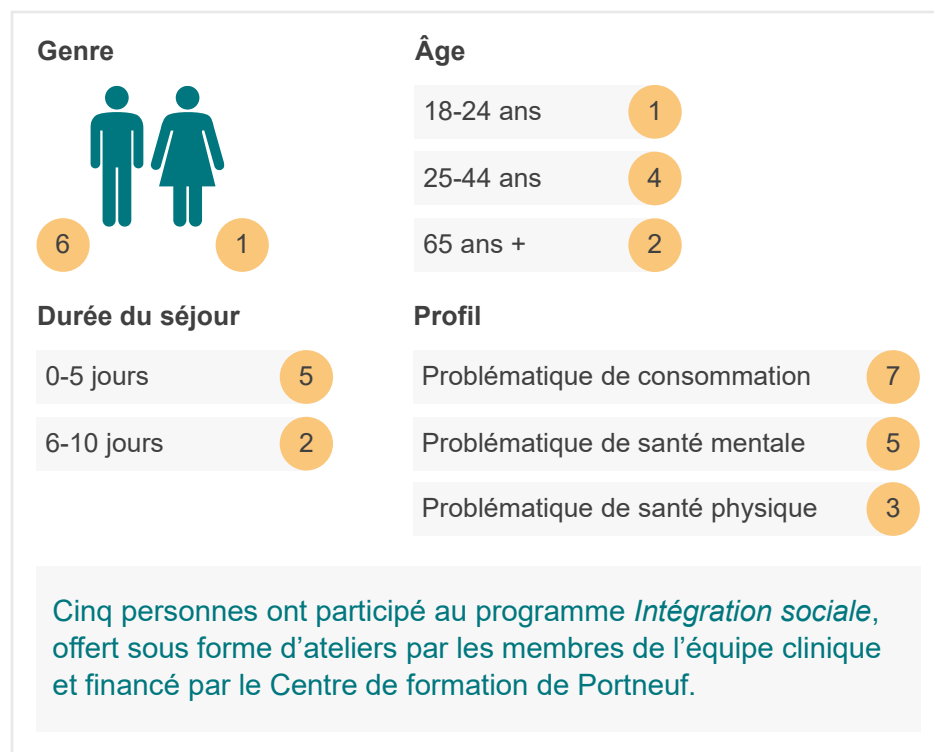 Genre
6
1
Âge
18-24 ans 1
25-44 ans 4
65 ans + 2
Durée du séjour
0-5 jours 5
6-10 jours 2
Profil
Problématique de consommation 7
Problématique de santé mentale 5
Problématique de santé physique 3
Cinq personnes ont participé au programme Intégration sociale,
offert sous forme d’ateliers par les membres de l’équipe clinique
et financé par le Centre de formation de Portneuf.